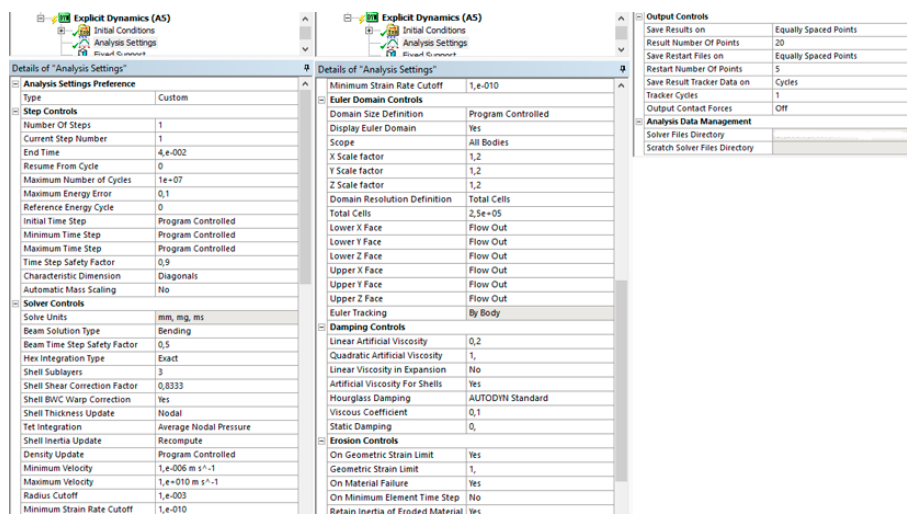 Explicit Dynamics (A5)
Initial Conditions
Analysis Settings
Fixed Support
Details of "Analysis Settings"
Analysis Settings Preference
Type Custom
Step Controls
Number Of Steps 1
Current Step Number 1
End Time 4,e-002
Resume From Cycle 0
Maximum Number of Cycles 1e+07
Maximum Energy Error 0,1
Reference Energy Cycle 0
Initial Time Step Program Controlled
Minimum Time Step Program Controlled
Maximum Time Step Program Controlled
Time Step Safety Factor 0,9
Characteristic Dimension Diagonals
Automatic Mass Scaling No
Solver Controls
Solve Units mm, mg, ms
Beam Solution Type Bending
Beam Time Step Safety Factor 0,5
Hex Integration Type Exact
Shell Sublayers 3
Shell Shear Correction Factor 0,8333
Shell BWC Warp Correction Yes
Shell Thickness Update Nodal
Tet Integration Average Nodal Pressure
Shell Inertia Update Recompute
Density Update Program Controlled
Minimum Velocity 1,e-006 m s^-1
Maximum Velocity 1,e+010 m s^-1
Radius Cutoff 1,e-003
Minimum Strain Rate Cutoff 1,e-010
Explicit Dynamics (A5)
Initial Conditions
Analysis Settings
Fixed Support
Details of "Analysis Settings"
Minimum Strain Rate Cutoff 1,e-010
Euler Domain Controls
Domain Size Definition Program Controlled
Display Euler Domain Yes
Scope All Bodies
X Scale factor 1,2
Y Scale factor 1,2
Z Scale factor 1,2
Domain Resolution Definition Total Cells
Total Cells 2,5e+05
Lower X Face Flow Out
Lower Y Face Flow Out
Lower Z Face Flow Out
Upper X Face Flow Out
Upper Y Face Flow Out
Upper Z Face Flow Out
Euler Tracking By Body
Damping Controls
Linear Artificial Viscosity 0,2
Quadratic Artificial Viscosity 1,
Linear Viscosity in Expansion No
Artificial Viscosity For Shells Yes
Hourglass Damping AUTODYN Standard
Viscous Coefficient 0,1
Static Damping 0,
Erosion Controls
On Geometric Strain Limit Yes
Geometric Strain Limit 1,
On Material Failure Yes
On Minimum Element Time Step No
Retain Inertia of Eroded Material Yes
Output Controls
Save Results on Equally Spaced Points
Result Number Of Points 20
Save Restart Files on Equally Spaced Points
Restart Number Of Points 5
Save Result Tracker Data on Cycles
Tracker Cycles 1
Output Contact Forces Off
Analysis Data Management
Solver Files Directory
Scratch Solver Files Directory